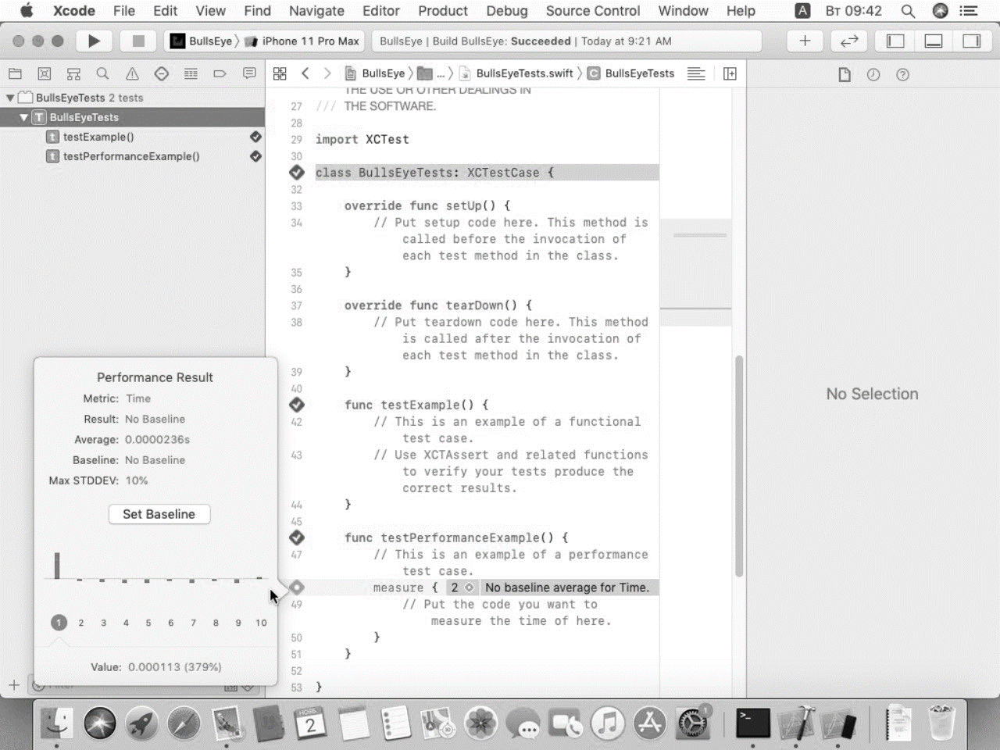 Xcode File Edit View Find Navigate Editor Product Debug Source Control Window Help A Вт 09:42
BullsEye iPhone 11 Pro Max BullsEye | Build BullsEye: Succeeded | Today at 9:21 AM
BullsEye ... BullsEyeTests.swift BullsEyeTests
BullsEyeTests 2 tests
T BullsEyeTests
t testExample()
t testPerformanceExample()
THE USE OR OTHER DEALINGS IN
27 /// THE SOFTWARE.
28
29 import XCTest
30
class BullsEyeTests: XCTestCase {
32
33 override func setUp() {
34 // Put setup code here. This method is
called before the invocation of
each test method in the class.
35 }
36
37 override func tearDown() {
38 // Put teardown code here. This method
is called after the invocation of
each test method in the class.
39 }
40
func testExample() {
42 // This is an example of a functional
test case.
43 // Use XCTAssert and related functions
to verify your tests produce the
correct results.
44 }
45
func testPerformanceExample() {
47 // This is an example of a performance
test case.
measure { 2 No baseline average for Time.
49 // Put the code you want to
measure the time of here.
50 }
51 }
52
53 }
Performance Result
Metric: Time
Result: No Baseline
Average: 0.0000236s
Baseline: No Baseline
Max STDDEV: 10%
Set Baseline
1 2 3 4 5 6 7 8 9 10
Value: 0.000113 (379%)
Filter
No Selection
2
1
>_